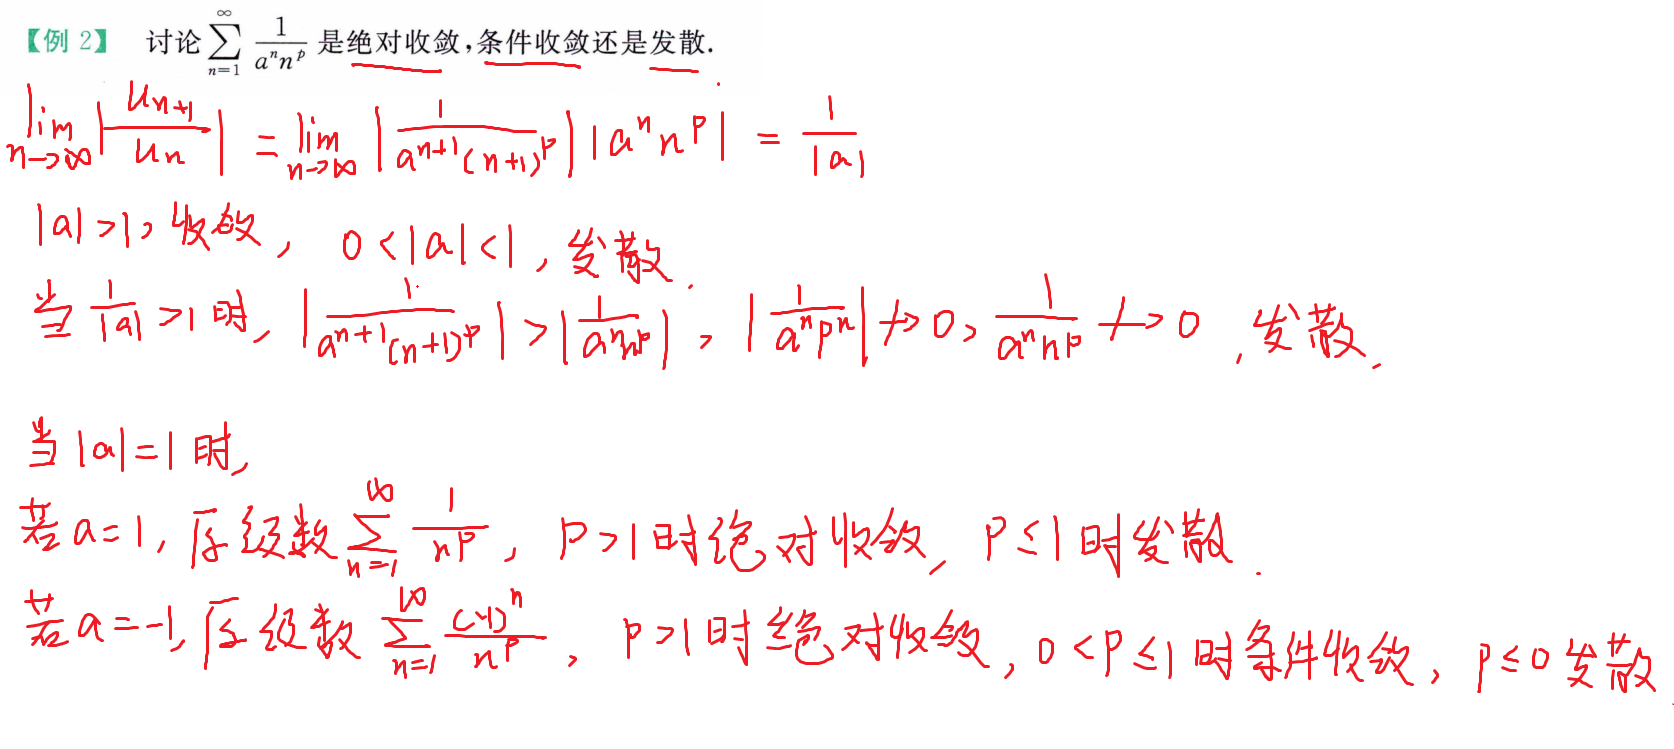 【例 2】 讨论 $\sum_{n=1}^{\infty} \frac{1}{a^n n^p}$ 是绝对收敛,条件收敛还是发散.
$\lim_{n\to\infty} \left|\frac{u_{n+1}}{u_n}\right| = \lim_{n\to\infty} \left|\frac{1}{a^{n+1}(n+1)^p}\right| |a^n n^p| = \frac{1}{|a|}$
|a|>1, 收敛, 0<|a|<1, 发散.
当 $\frac{1}{|a|}>1$ 时, $\left|\frac{1}{a^{n+1}(n+1)^p}\right| > \left|\frac{1}{a^n n^p}\right|$, $\left|\frac{1}{a^n p^n}\right| \not\to 0$, $\frac{1}{a^n n^p} \not\to 0$, 发散.
当 |a|=1 时,
若 a=1, 原级数 $\sum_{n=1}^{\infty} \frac{1}{n^p}$, P>1 时绝对收敛, P≤1 时发散.
若 a=-1, 原级数 $\sum_{n=1}^{\infty} \frac{(-1)^n}{n^p}$, P>1 时绝对收敛, 0<P≤1 时条件收敛, P≤0 发散.